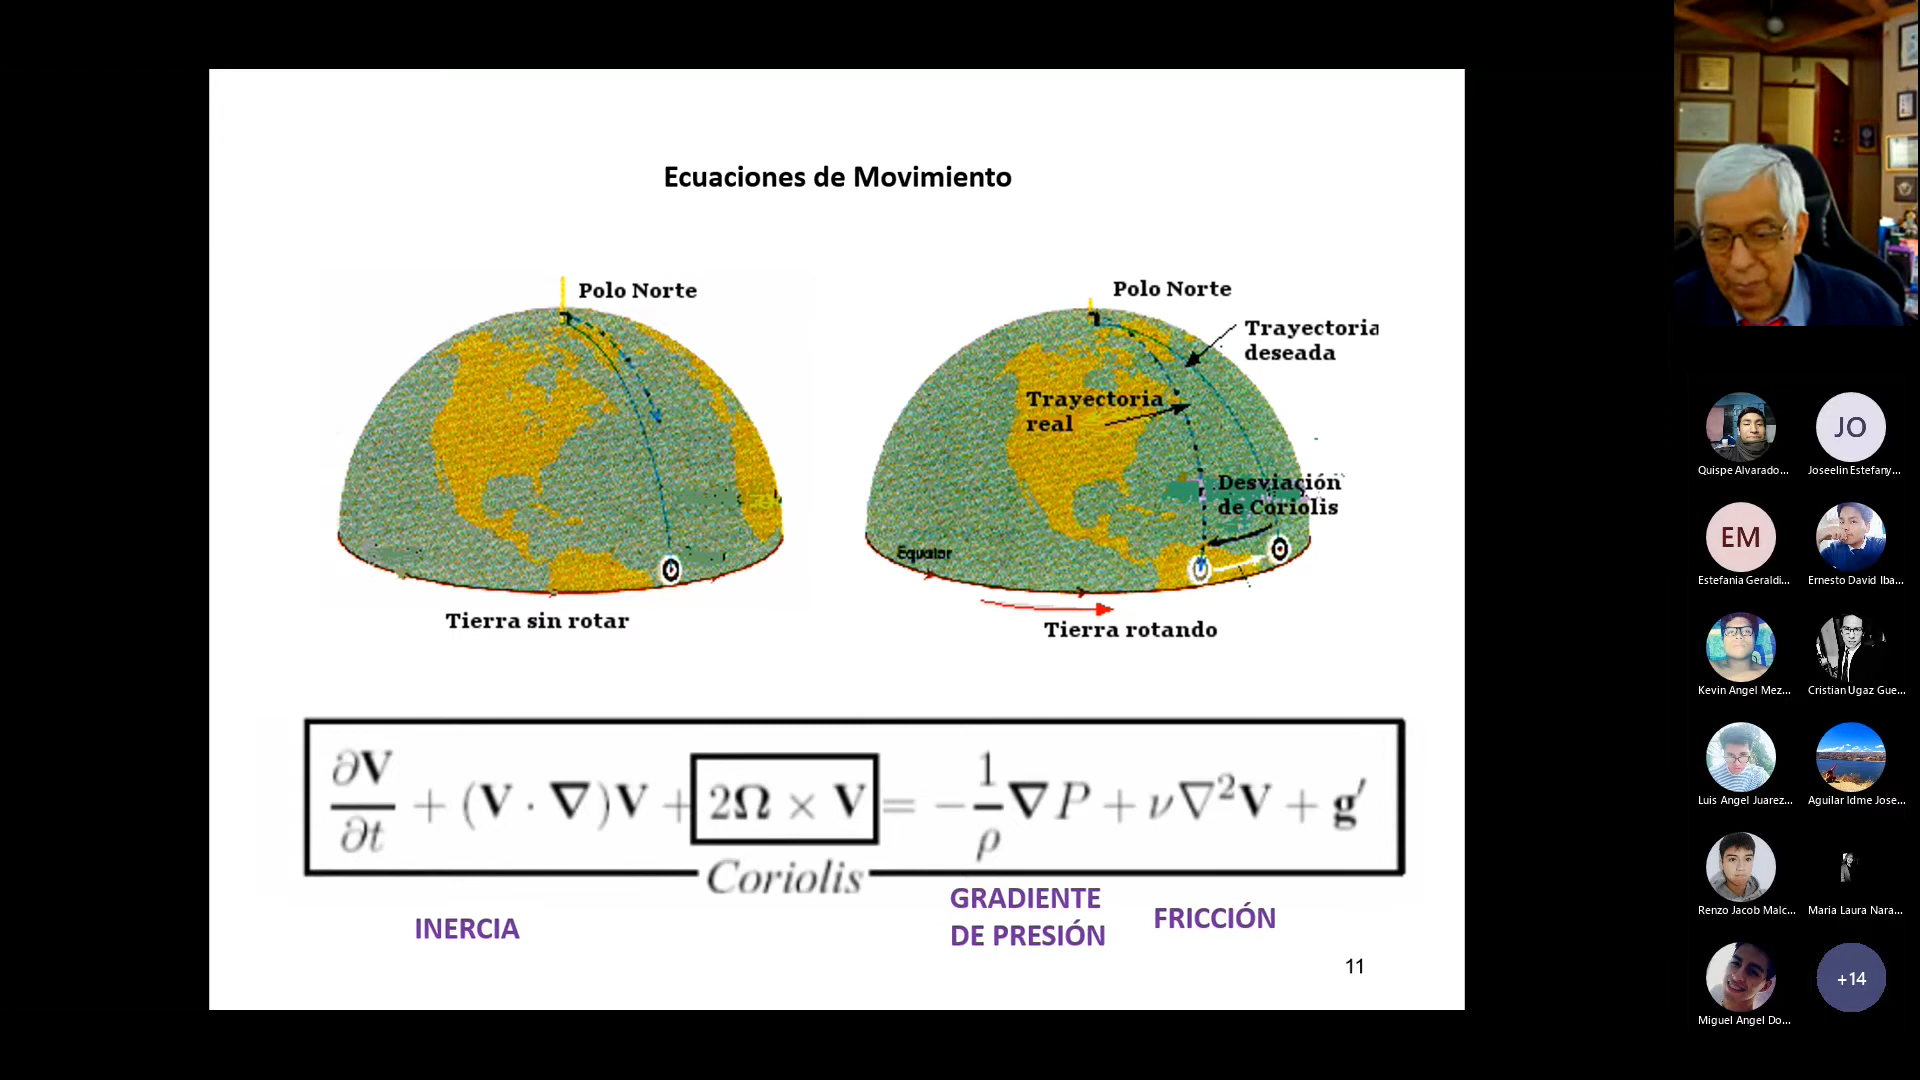 Ecuaciones de Movimiento
Polo Norte
Tierra sin rotar
Polo Norte
Trayectoria
deseada
Trayectoria
real
Desviación
de Coriolis
Equator
Tierra rotando
∂V/∂t + (V · ∇)V + 2Ω × V = −1/ρ ∇P + ν∇²V + g′
Coriolis
INERCIA
GRADIENTE
DE PRESIÓN
FRICCIÓN
11
Quispe Alvarado...
JO
Joseelin Estefany...
EM
Estefania Geraldi...
Ernesto David Iba...
Kevin Angel Mez...
Cristian Ugaz Gue...
Luis Angel Juarez...
Aguilar Idme Jose...
Renzo Jacob Malc...
Maria Laura Nara...
Miguel Angel Do...
+14